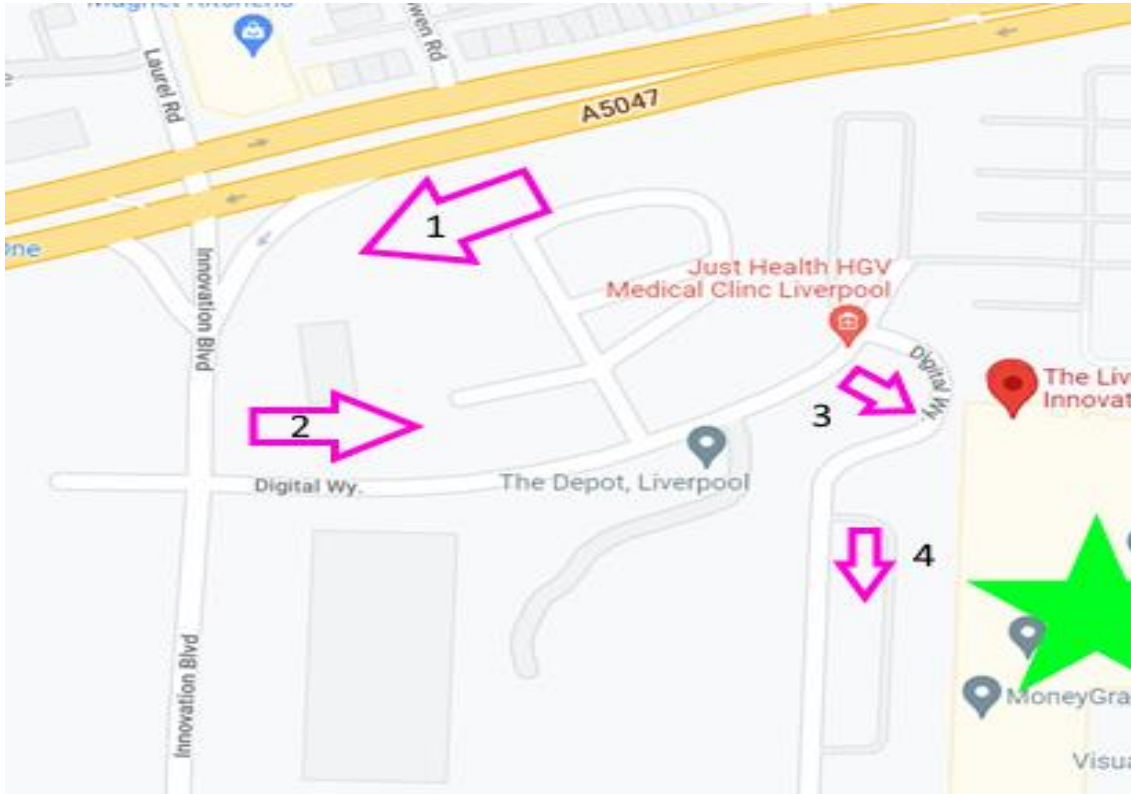 Magnet Kitchens
Laurel Rd
wen Rd
A5047
1
one
Innovation Blvd
Just Health HGV
Medical Clinc Liverpool
Digital Wy.
The Liv
Innovat
3
2
Digital Wy.
The Depot, Liverpool
4
Innovation Blvd
MoneyGra
Visua